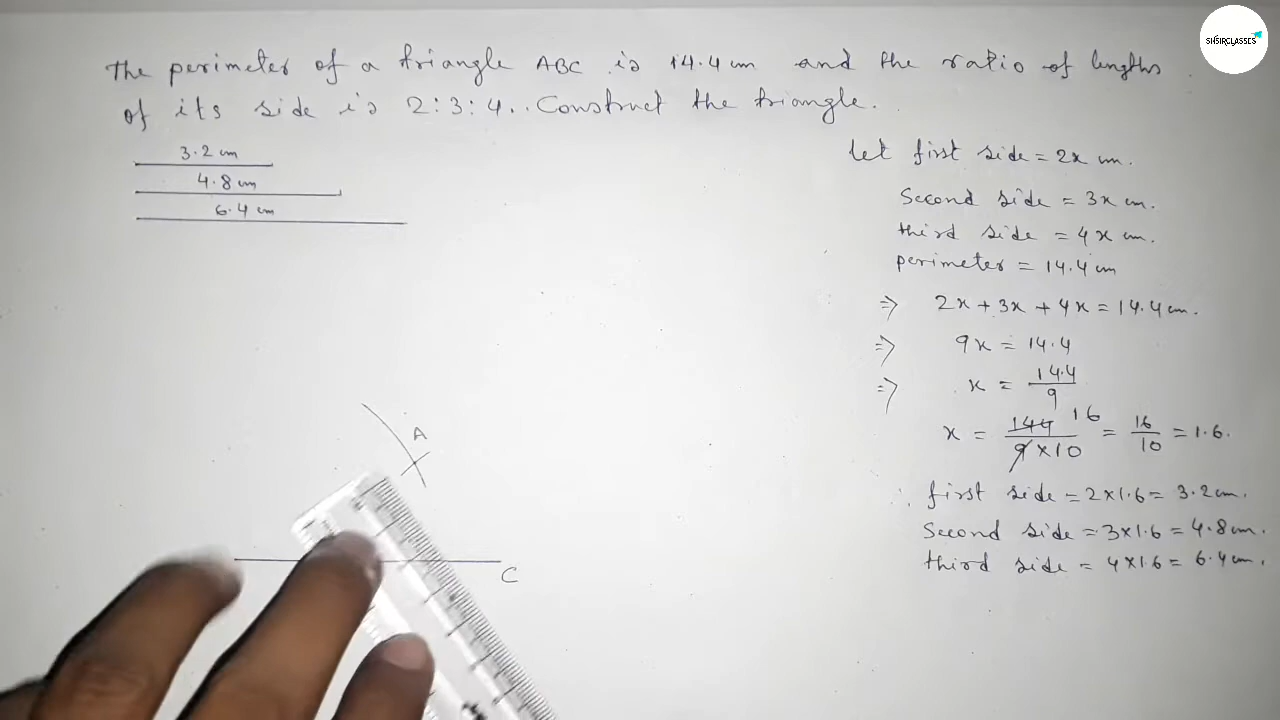 The perimeter of a triangle ABC is 14.4 cm and the ratio of lengths
of its side is 2:3:4. Construct the triangle.
3.2 cm
4.8 cm
6.4 cm
A
C
let first side = 2x cm.
Second side = 3x cm.
third side = 4x cm.
perimeter = 14.4 cm
⇒ 2x + 3x + 4x = 14.4 cm.
⇒ 9x = 14.4
⇒ x = 14.4/9
x = 144/9×10 16 = 16/10 = 1.6.
∴ first side = 2×1.6 = 3.2 cm.
Second side = 3×1.6 = 4.8 cm.
third side = 4×1.6 = 6.4 cm.
SHSIRCLASSES